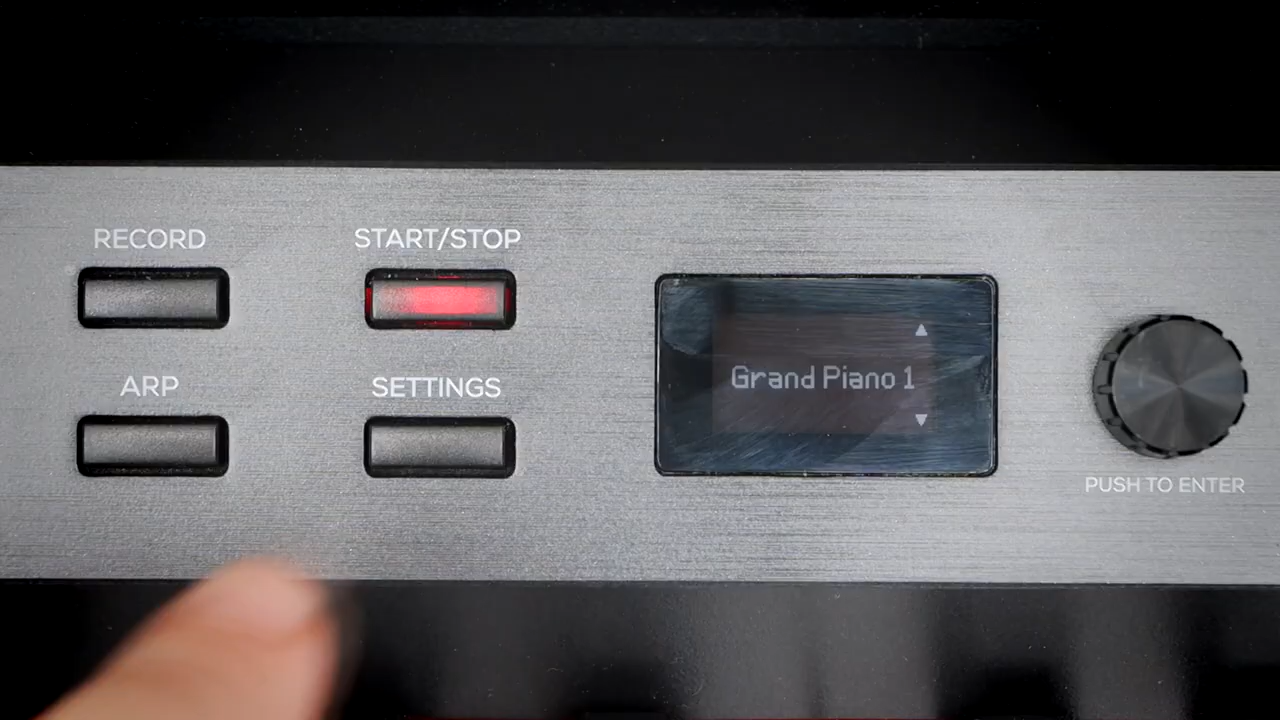 RECORD
START/STOP
ARP
SETTINGS
Grand Piano 1
PUSH TO ENTER